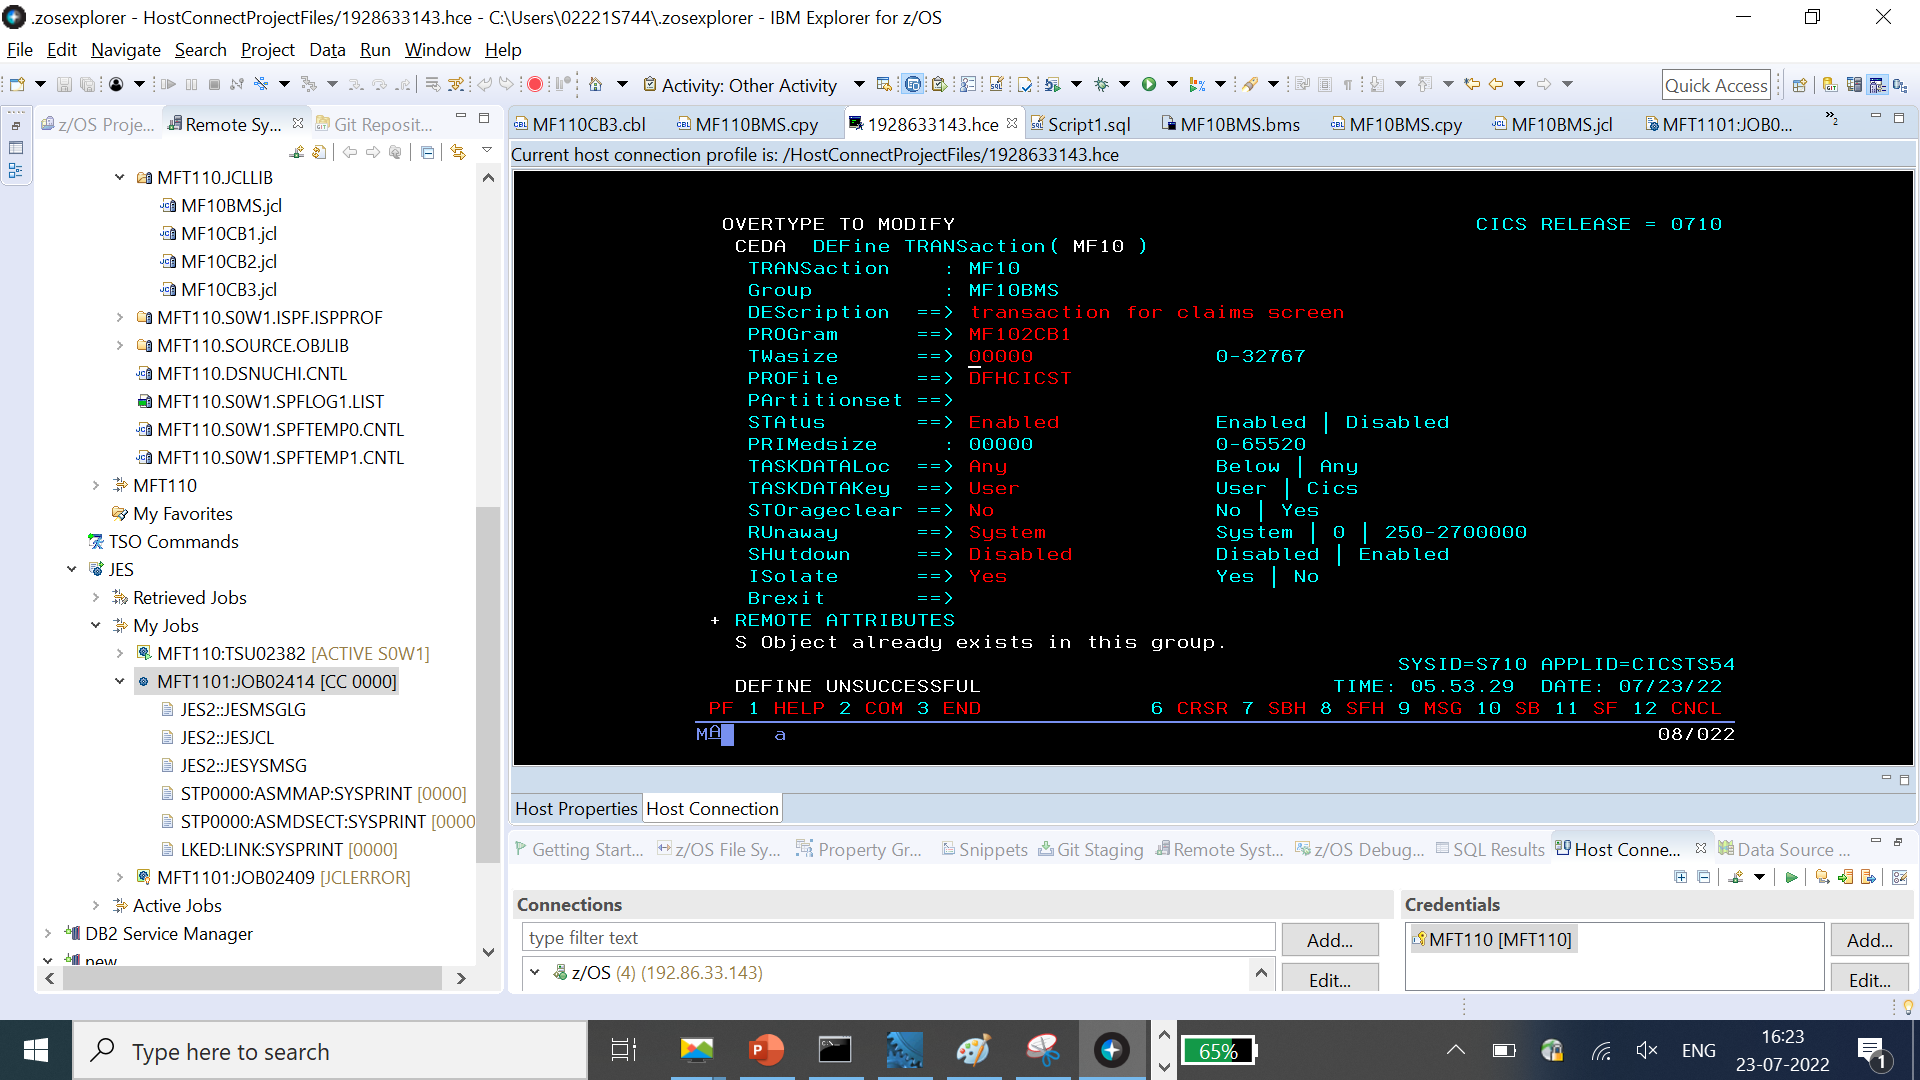 .zosexplorer - HostConnectProjectFiles/1928633143.hce - C:\Users\02221S744\.zosexplorer - IBM Explorer for z/OS
File Edit Navigate Search Project Data Run Window Help
Activity: Other Activity
Quick Access
z/OS Proje... Remote Sy... Git Reposit...
MF110CB3.cbl MF110BMS.cpy 1928633143.hce Script1.sql MF10BMS.bms MF10BMS.cpy MF10BMS.jcl MFT1101:JOB0... »2
Current host connection profile is: /HostConnectProjectFiles/1928633143.hce
MFT110.JCLLIB
MF10BMS.jcl
MF10CB1.jcl
MF10CB2.jcl
MF10CB3.jcl
MFT110.S0W1.ISPF.ISPPROF
MFT110.SOURCE.OBJLIB
MFT110.DSNUCHI.CNTL
MFT110.S0W1.SPFLOG1.LIST
MFT110.S0W1.SPFTEMP0.CNTL
MFT110.S0W1.SPFTEMP1.CNTL
MFT110
My Favorites
TSO Commands
JES
Retrieved Jobs
My Jobs
MFT110:TSU02382 [ACTIVE S0W1]
MFT1101:JOB02414 [CC 0000]
JES2::JESMSGLG
JES2::JESJCL
JES2::JESYSMSG
STP0000:ASMMAP:SYSPRINT [0000]
STP0000:ASMDSECT:SYSPRINT [0000
LKED:LINK:SYSPRINT [0000]
MFT1101:JOB02409 [JCLERROR]
Active Jobs
DB2 Service Manager
new
OVERTYPE TO MODIFY CICS RELEASE = 0710
CEDA DEFine TRANSaction( MF10 )
TRANSaction : MF10
Group : MF10BMS
DEScription ==> transaction for claims screen
PROGram ==> MF102CB1
TWasize ==> 00000 0-32767
PROFile ==> DFHCICST
PArtitionset ==>
STAtus ==> Enabled Enabled | Disabled
PRIMedsize : 00000 0-65520
TASKDATALoc ==> Any Below | Any
TASKDATAKey ==> User User | Cics
STOrageclear ==> No No | Yes
RUnaway ==> System System | 0 | 250-2700000
SHutdown ==> Disabled Disabled | Enabled
ISolate ==> Yes Yes | No
Brexit ==>
+ REMOTE ATTRIBUTES
S Object already exists in this group.
SYSID=S710 APPLID=CICSTS54
DEFINE UNSUCCESSFUL TIME: 05.53.29 DATE: 07/23/22
PF 1 HELP 2 COM 3 END 6 CRSR 7 SBH 8 SFH 9 MSG 10 SB 11 SF 12 CNCL
MA a 08/022
Host Properties Host Connection
Getting Start... z/OS File Sy... Property Gr... Snippets Git Staging Remote Syst... z/OS Debug... SQL Results Host Conne... Data Source ...
Connections
type filter text
Add...
z/OS (4) (192.86.33.143)
Edit...
Credentials
MFT110 [MFT110]
Add...
Edit...
Type here to search
65%
ENG
16:23
23-07-2022
1